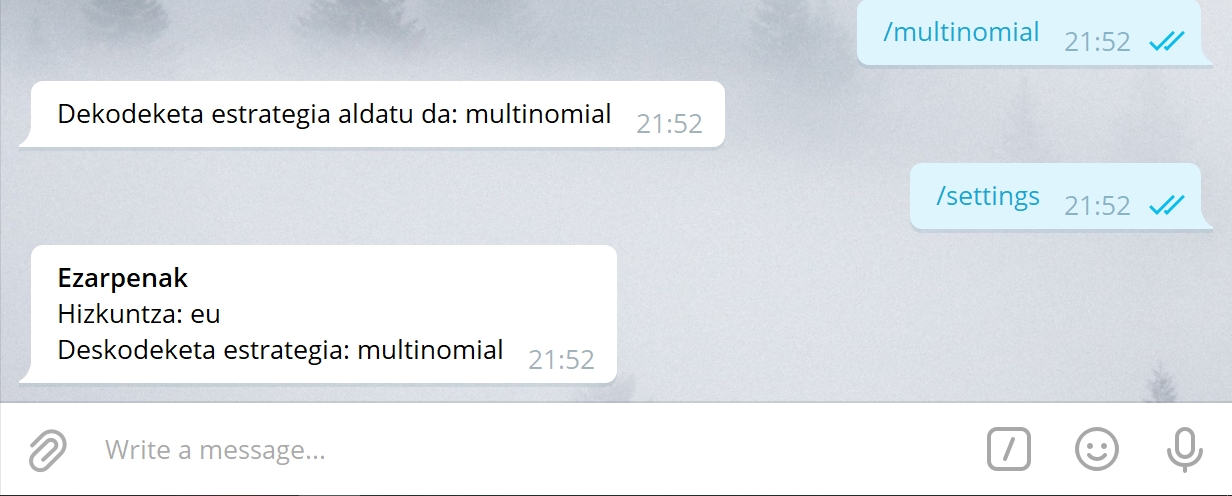 /multinomial 21:52
Dekodeketa estrategia aldatu da: multinomial 21:52
/settings 21:52
Ezarpenak
Hizkuntza: eu
Deskodeketa estrategia: multinomial 21:52
Write a message...